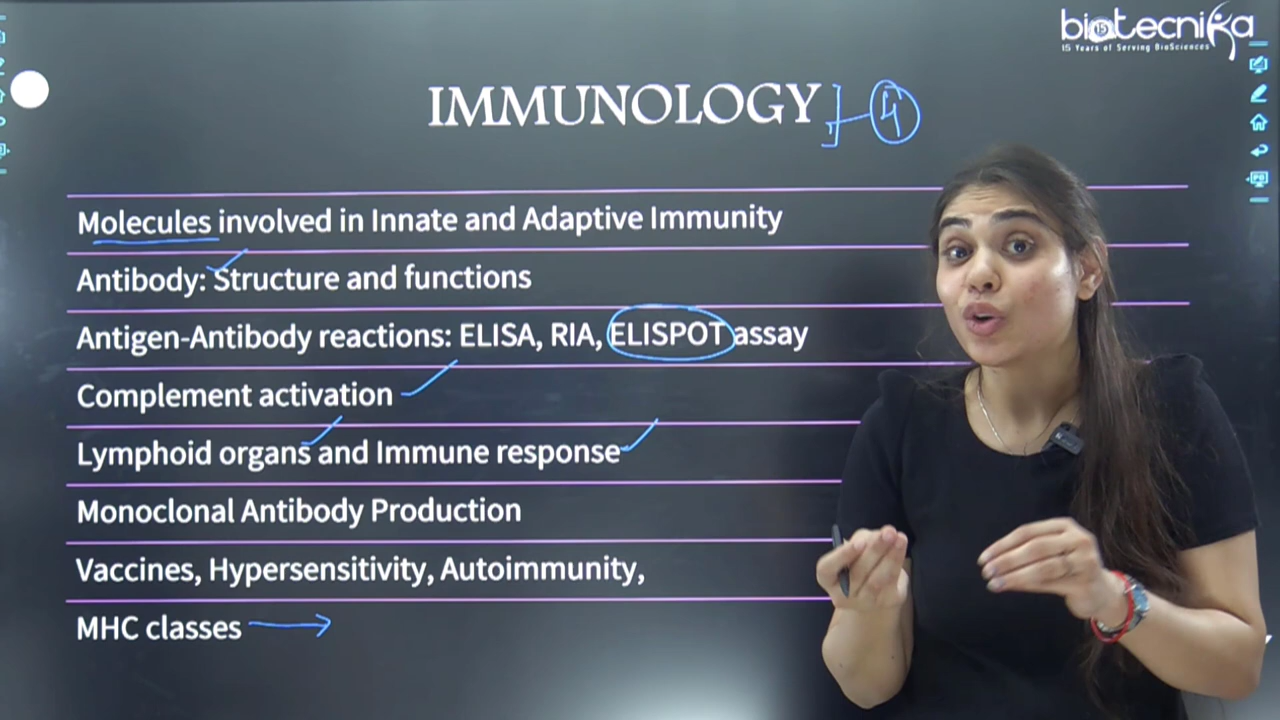 biotecnika
15 Years of Serving BioSciences
IMMUNOLOGY
4
Molecules involved in Innate and Adaptive Immunity
Antibody: Structure and functions
Antigen-Antibody reactions: ELISA, RIA, ELISPOT assay
Complement activation
Lymphoid organs and Immune response
Monoclonal Antibody Production
Vaccines, Hypersensitivity, Autoimmunity,
MHC classes